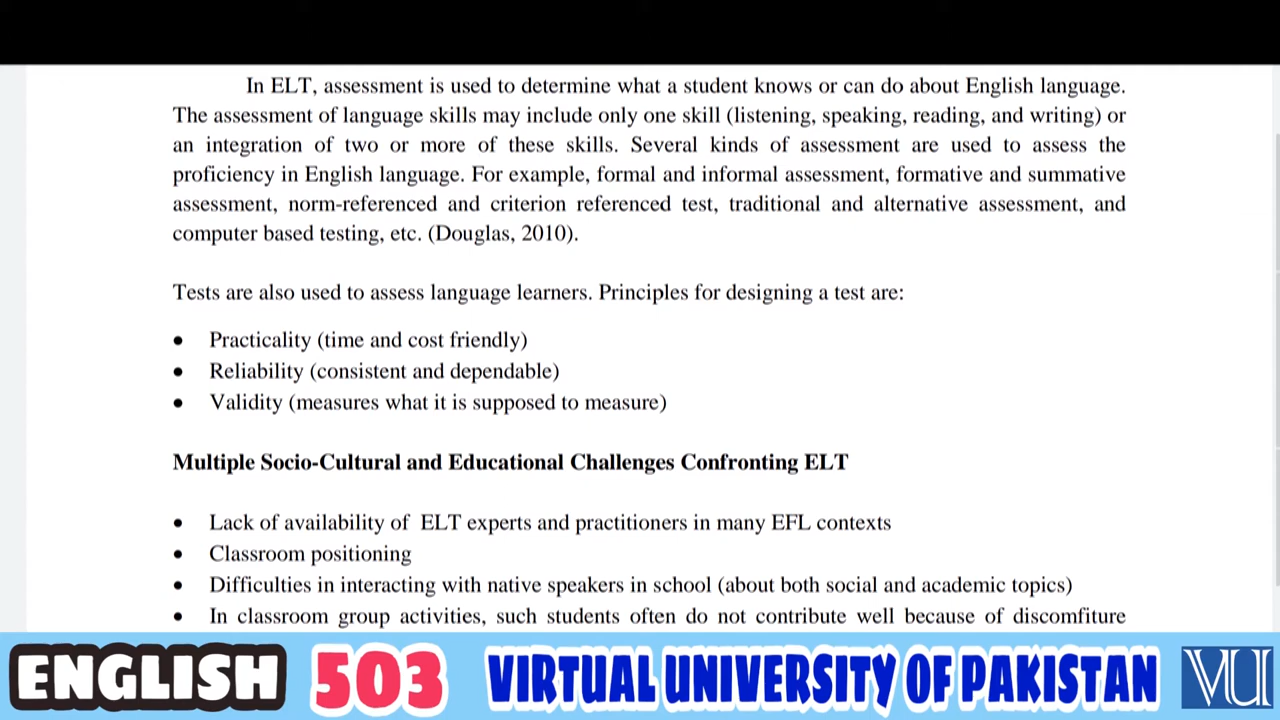 In ELT, assessment is used to determine what a student knows or can do about English language.
The assessment of language skills may include only one skill (listening, speaking, reading, and writing) or
an integration of two or more of these skills. Several kinds of assessment are used to assess the
proficiency in English language. For example, formal and informal assessment, formative and summative
assessment, norm-referenced and criterion referenced test, traditional and alternative assessment, and
computer based testing, etc. (Douglas, 2010).
Tests are also used to assess language learners. Principles for designing a test are:
• Practicality (time and cost friendly)
• Reliability (consistent and dependable)
• Validity (measures what it is supposed to measure)
Multiple Socio-Cultural and Educational Challenges Confronting ELT
• Lack of availability of ELT experts and practitioners in many EFL contexts
• Classroom positioning
• Difficulties in interacting with native speakers in school (about both social and academic topics)
• In classroom group activities, such students often do not contribute well because of discomfiture
ENGLISH 503 VIRTUAL UNIVERSITY OF PAKISTAN VU